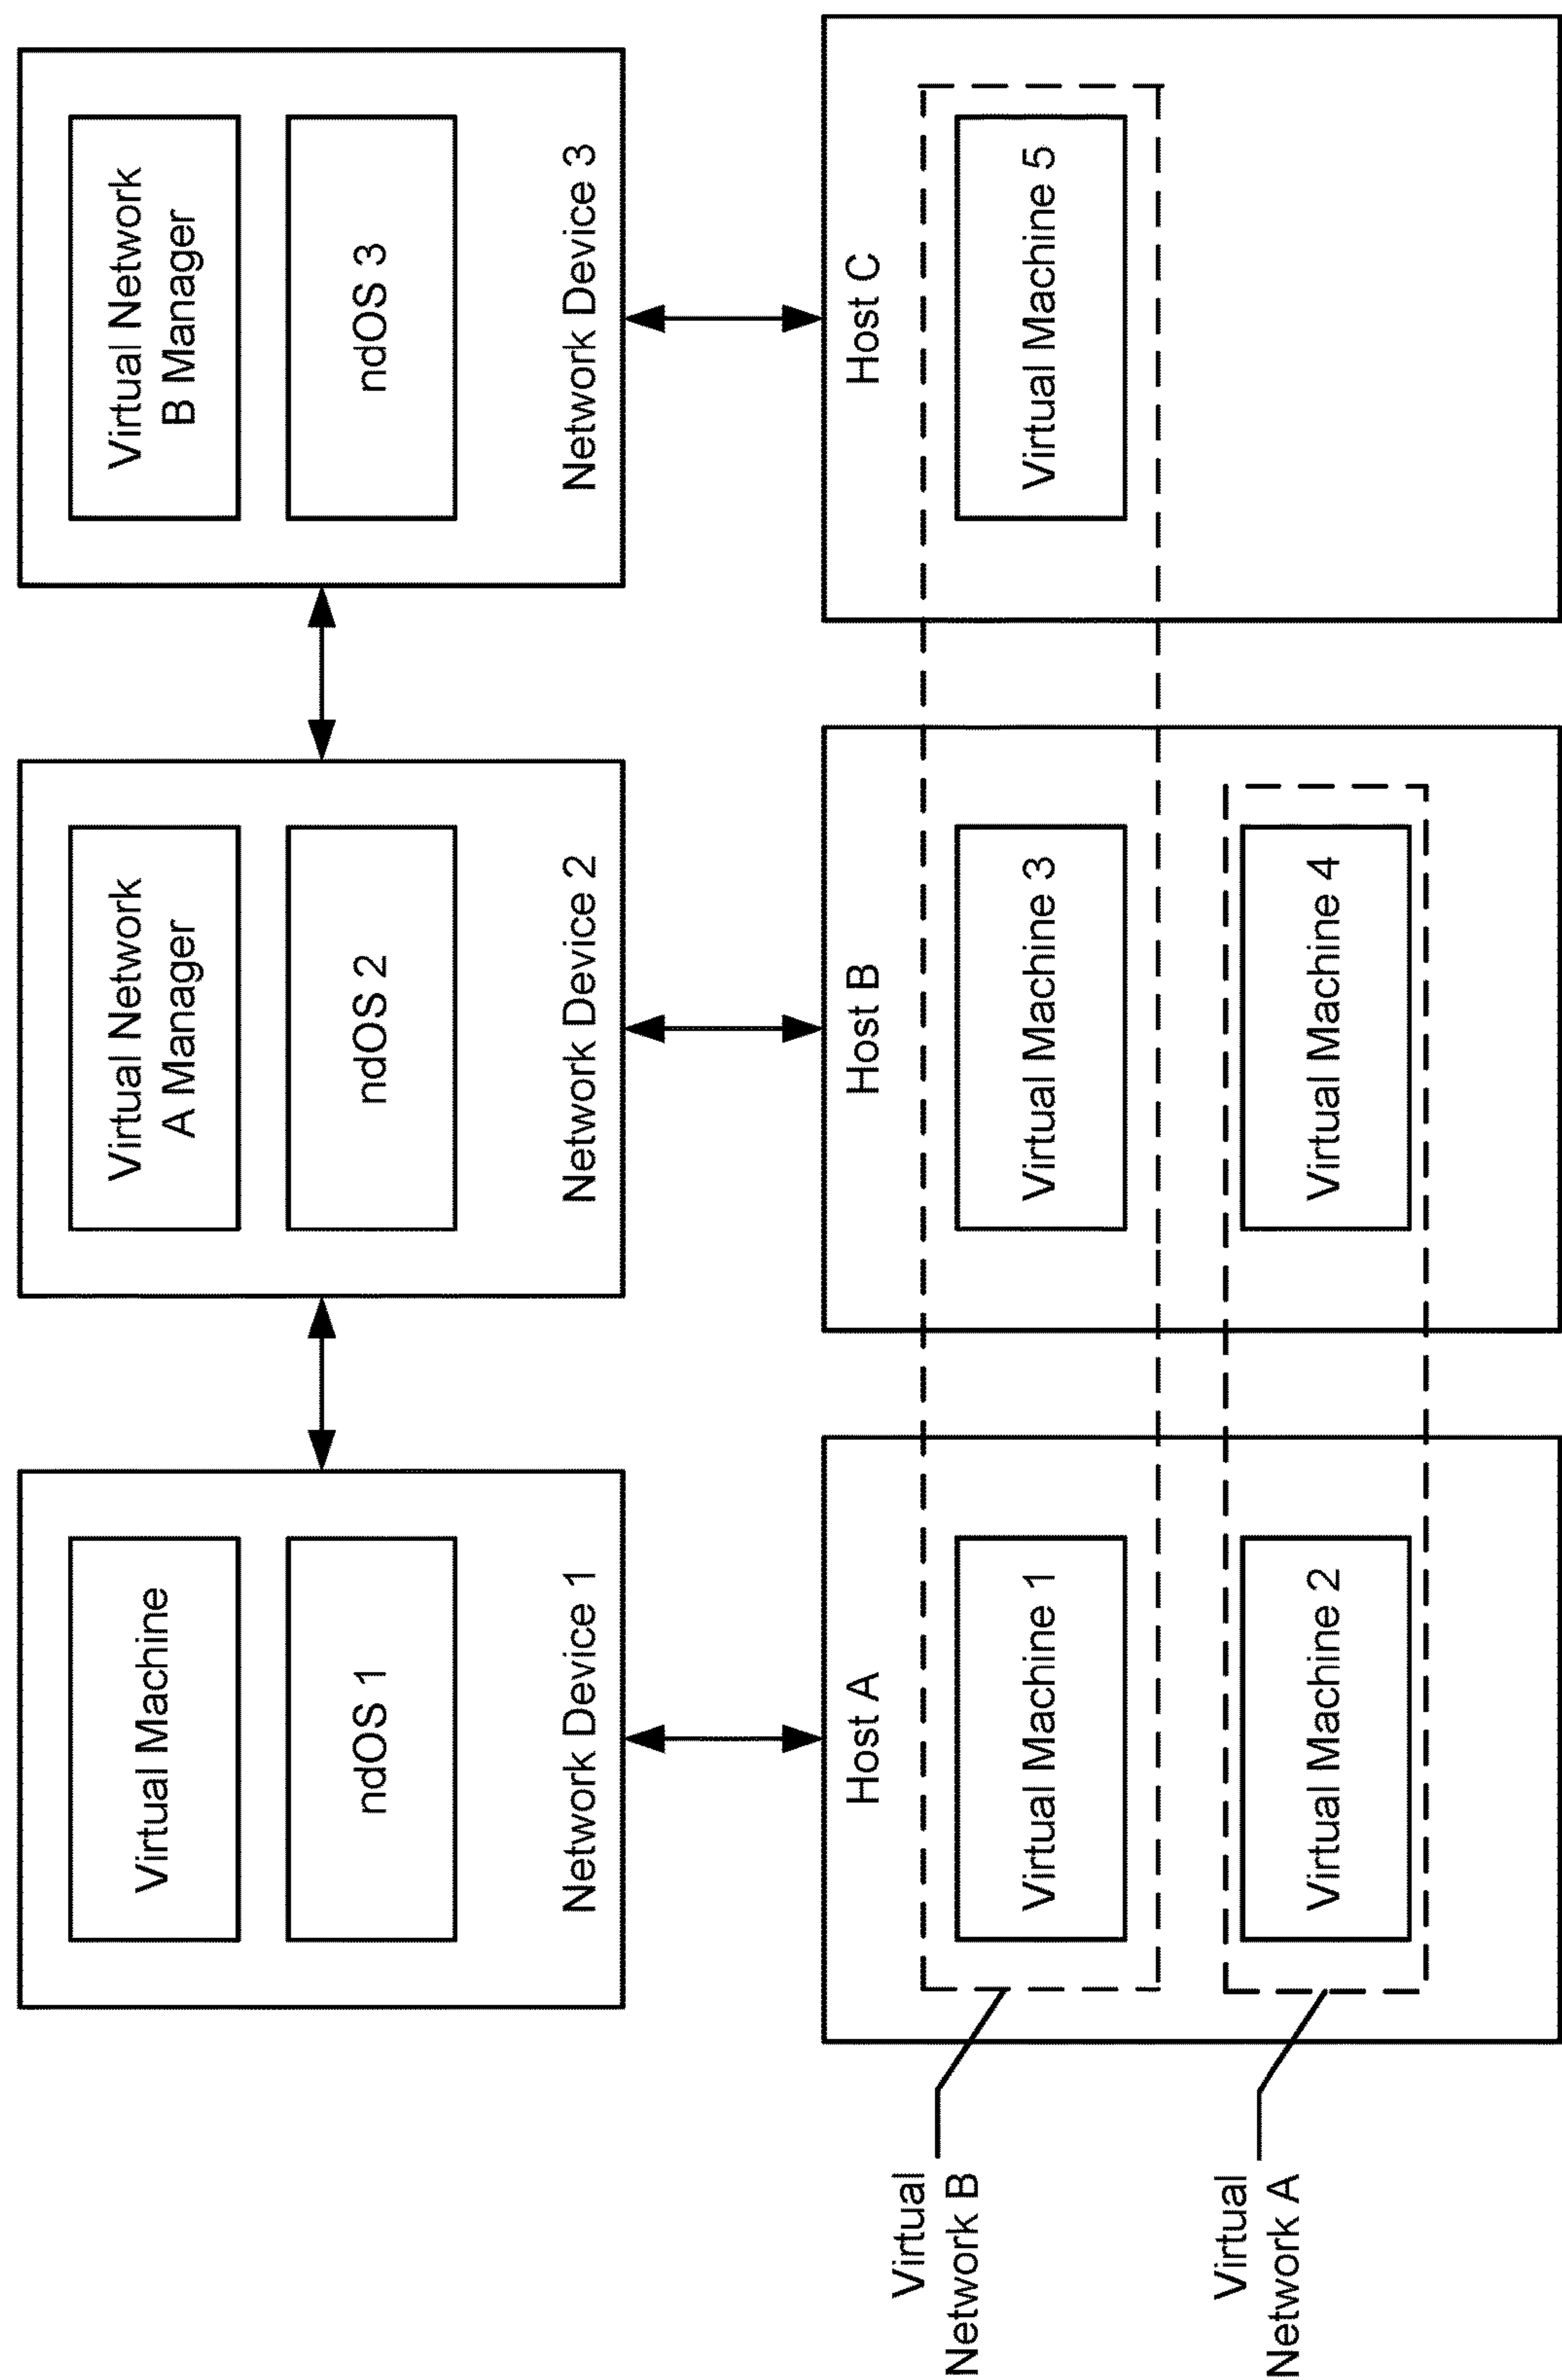 Virtual Machine
ndOS 1
Network Device 1
Virtual Network
A Manager
ndOS 2
Network Device 2
Virtual Network
B Manager
ndOS 3
Network Device 3
Host A
Virtual Machine 1
Virtual Machine 2
Host B
Virtual Machine 3
Virtual Machine 4
Host C
Virtual Machine 5
Virtual
Network B
Virtual
Network A